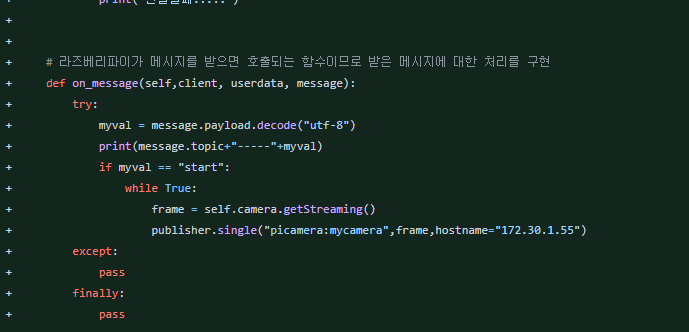 + print("연결실패.....")
+
+
+ # 라즈베리파이가 메시지를 받으면 호출되는 함수이므로 받은 메시지에 대한 처리를 구현
+ def on_message(self,client, userdata, message):
+ try:
+ myval = message.payload.decode("utf-8")
+ print(message.topic+"-----"+myval)
+ if myval == "start":
+ while True:
+ frame = self.camera.getStreaming()
+ publisher.single("picamera:mycamera",frame,hostname="172.30.1.55")
+ except:
+ pass
+ finally:
+ pass